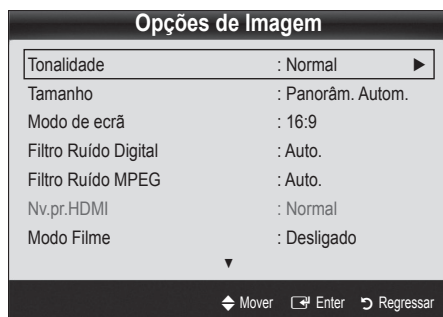 Opções de Imagem
Tonalidade : Normal ►
Tamanho : Panorâm. Autom.
Modo de ecrã : 16:9
Filtro Ruído Digital : Auto.
Filtro Ruído MPEG : Auto.
Nv.pr.HDMI : Normal
Modo Filme : Desligado
▼
Mover Enter Regressar